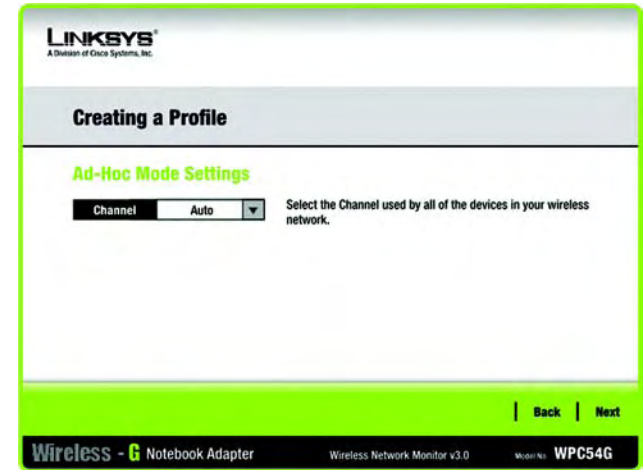 LINKSYS®
A Division of Cisco Systems, Inc.
Creating a Profile
Ad-Hoc Mode Settings
Channel Auto
Select the Channel used by all of the devices in your wireless
network.
Back Next
Wireless - G Notebook Adapter Wireless Network Monitor v3.0 Model No. WPC54G